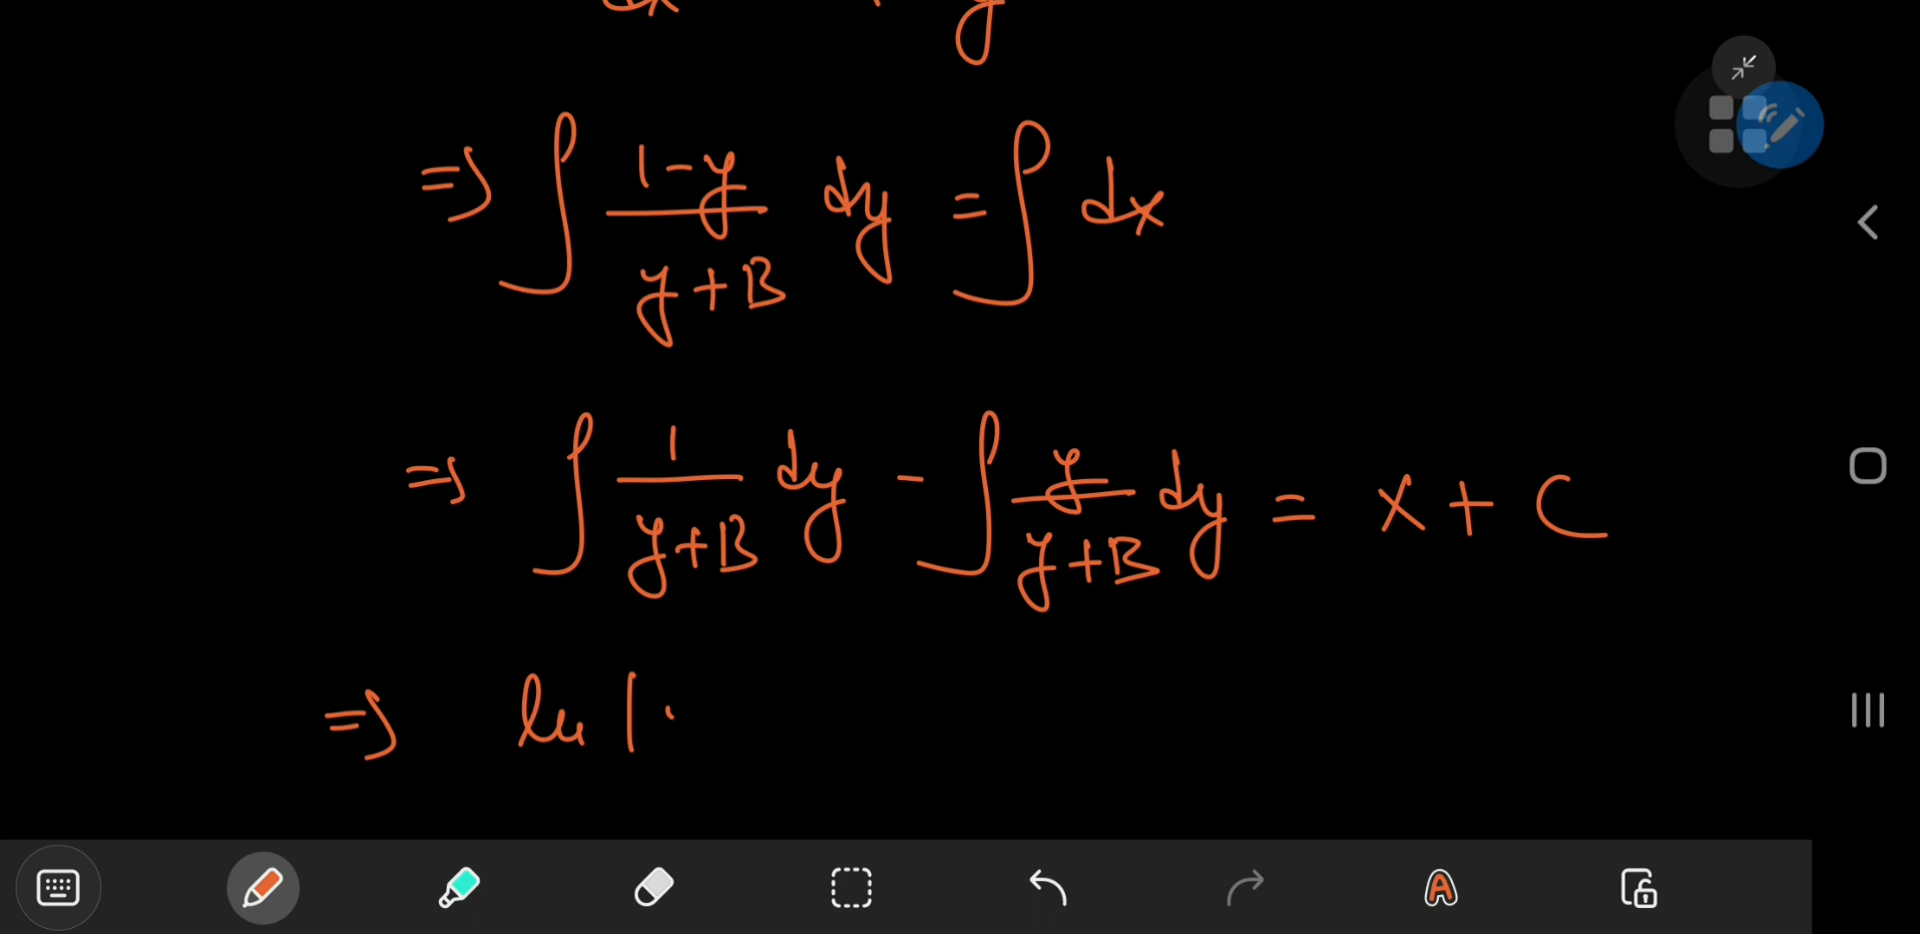 => ∫ (1-y)/(y+B) dy = ∫ dx
=> ∫ 1/(y+B) dy - ∫ y/(y+B) dy = x + C
=> ln |
A